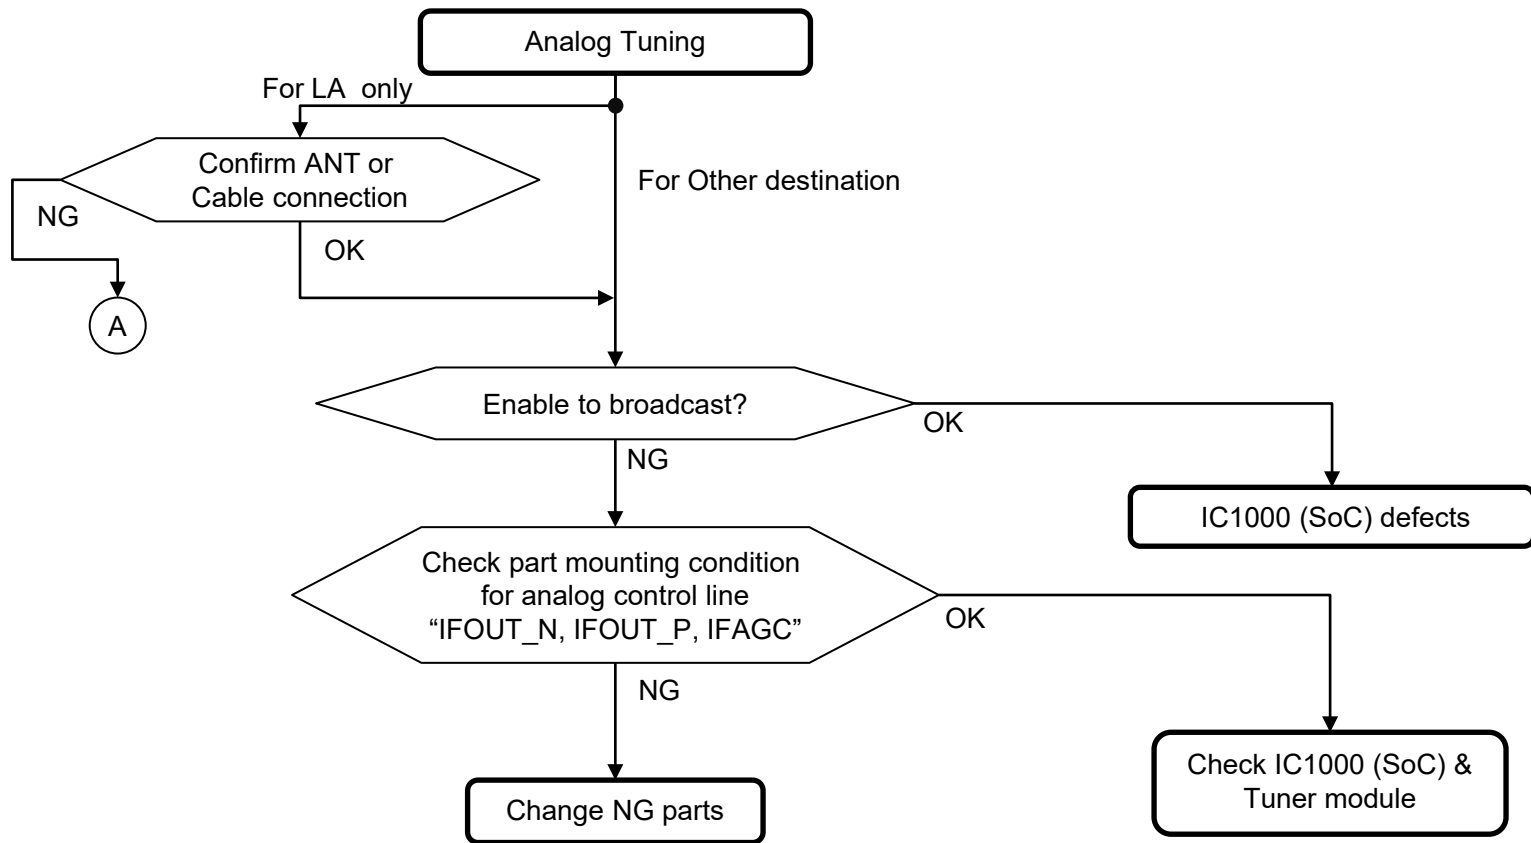 Analog Tuning
For LA only
Confirm ANT or
Cable connection
For Other destination
NG
OK
A
Enable to broadcast?
OK
NG
IC1000 (SoC) defects
Check part mounting condition
for analog control line
“IFOUT_N, IFOUT_P, IFAGC”
OK
NG
Check IC1000 (SoC) &
Tuner module
Change NG parts